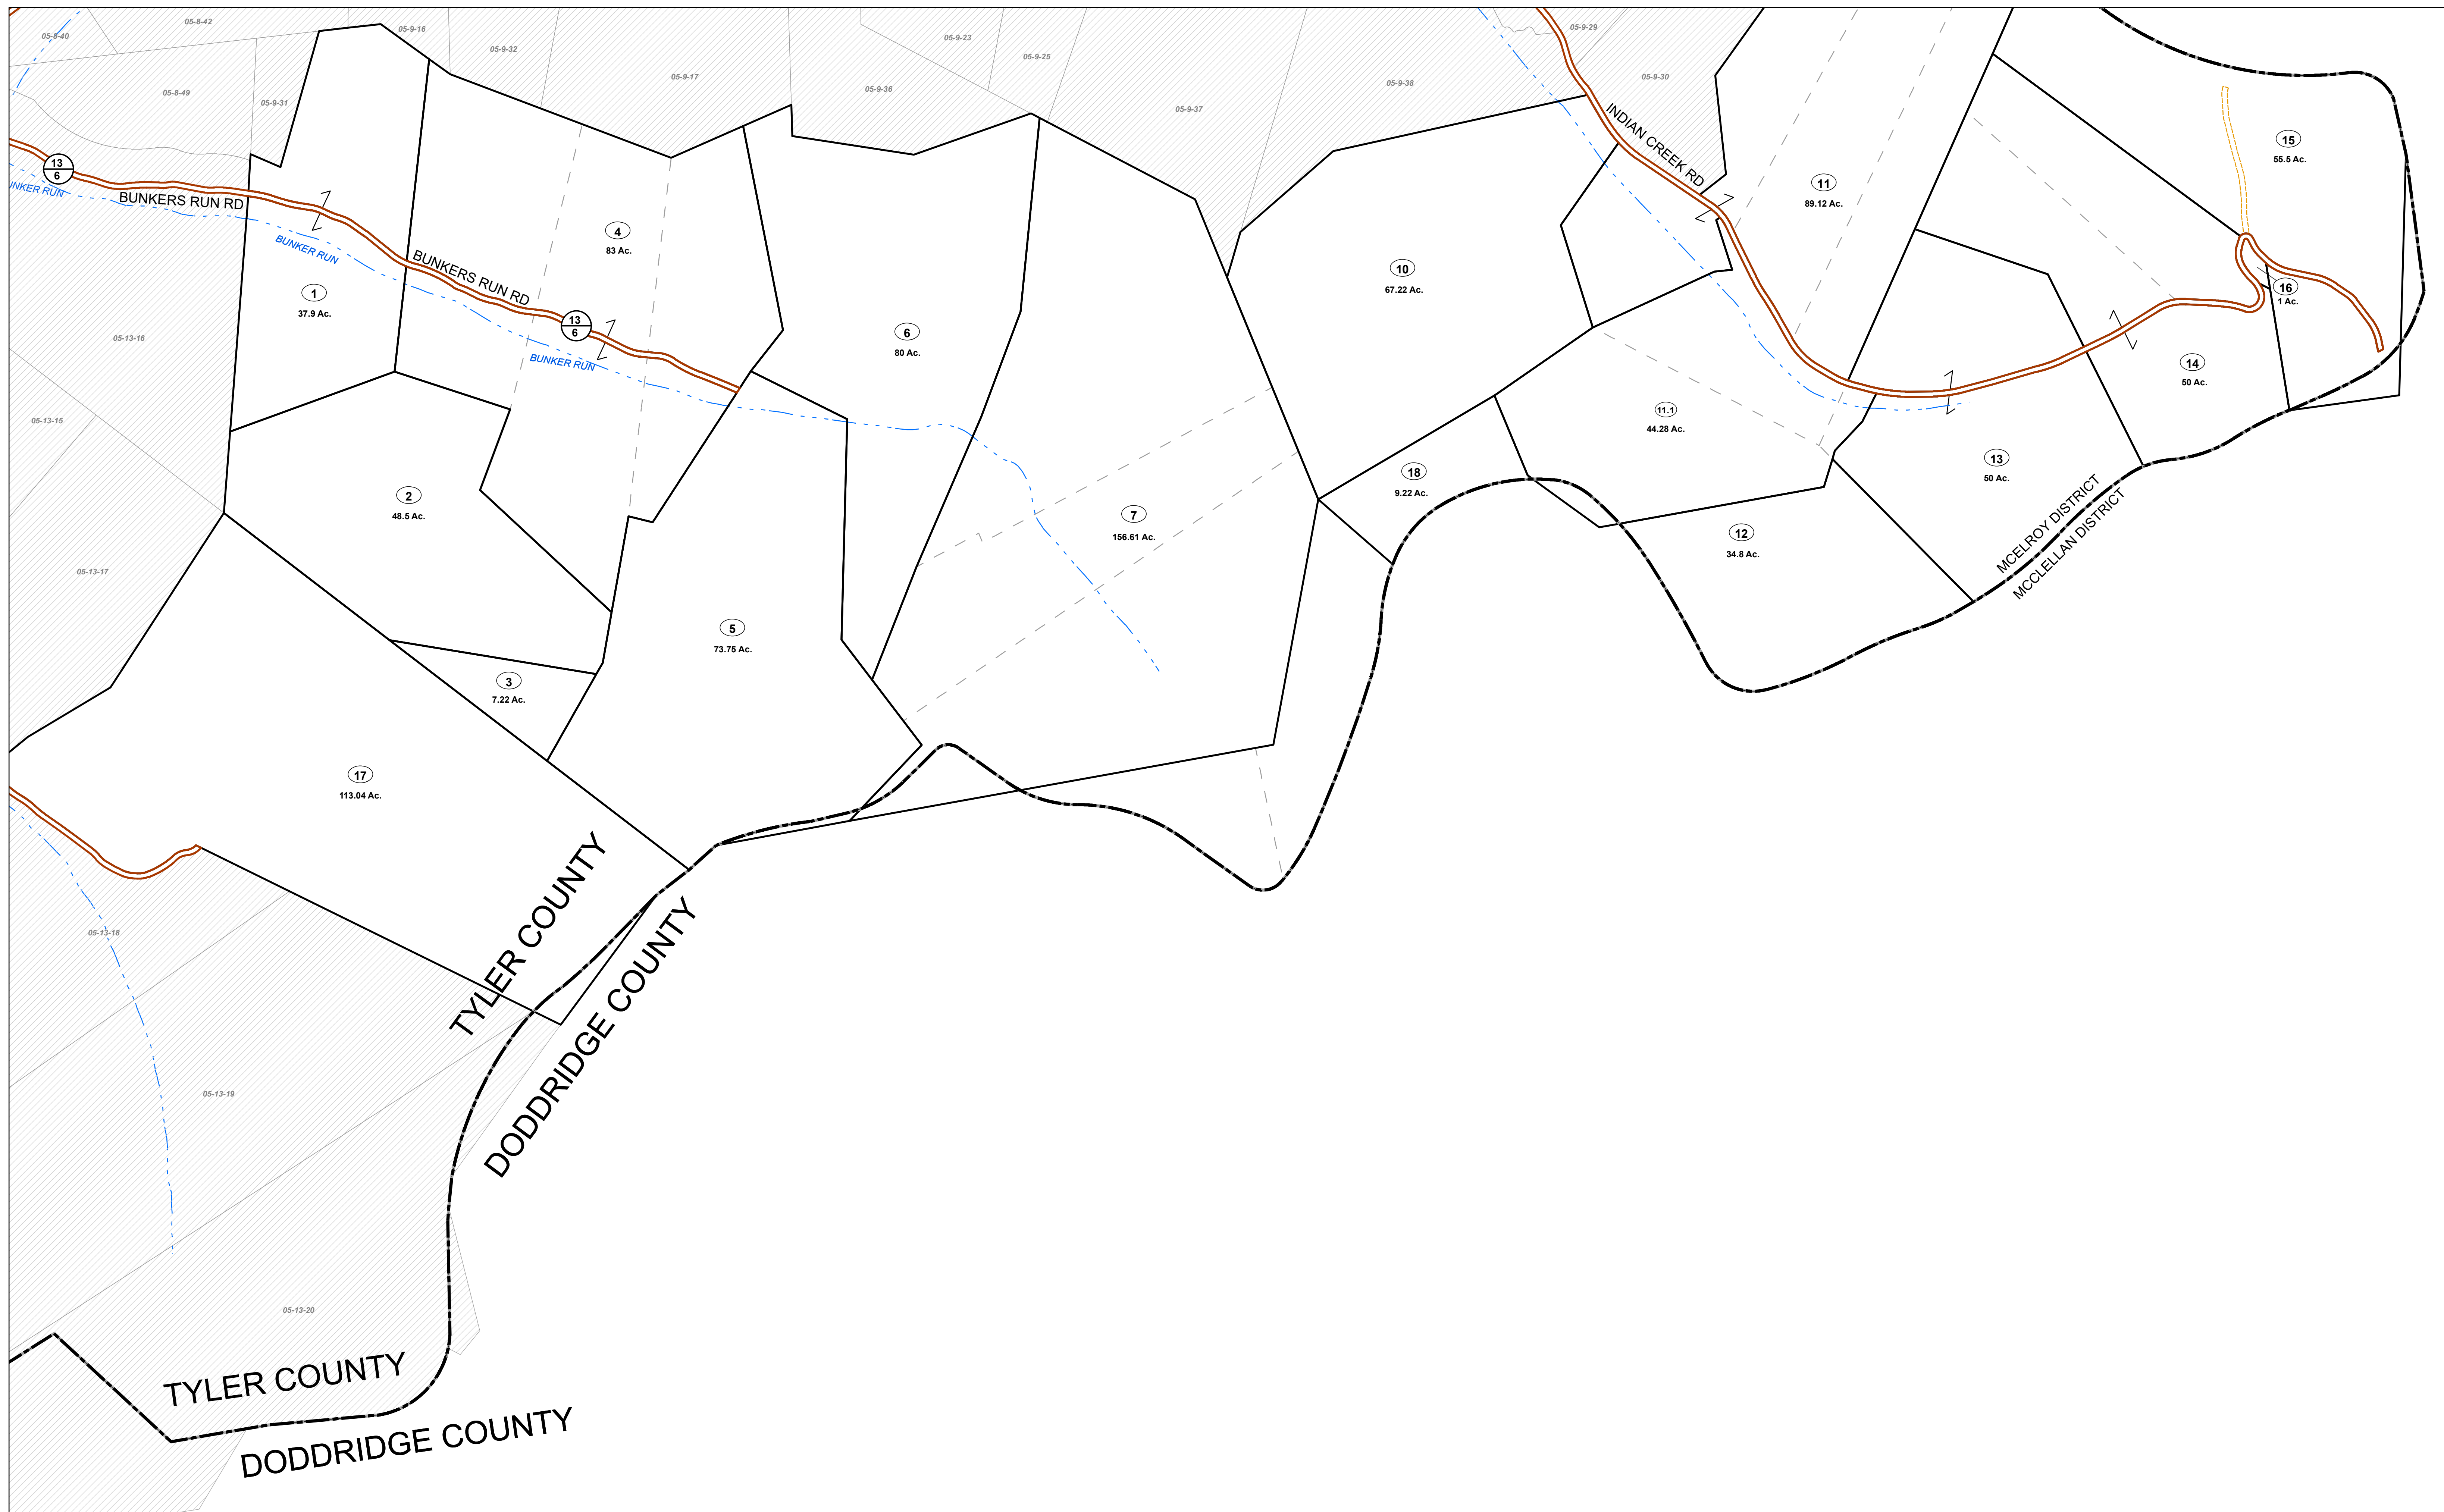 05-8-42
05-8-40
05-9-16
05-9-32
05-9-23
05-9-25
05-9-29
05-9-17
05-9-36
05-9-37
05-9-38
05-9-30
05-8-49
05-9-31
INDIAN CREEK RD
15
55.5 Ac.
13
6
NKER RUN
BUNKERS RUN RD
BUNKER RUN
11
89.12 Ac.
4
83 Ac.
BUNKERS RUN RD
10
67.22 Ac.
1
37.9 Ac.
16
1 Ac.
13
6
BUNKER RUN
6
80 Ac.
05-13-16
14
50 Ac.
11.1
44.28 Ac.
05-13-15
18
9.22 Ac.
13
50 Ac.
2
48.5 Ac.
7
156.61 Ac.
12
34.8 Ac.
MCELROY DISTRICT
MCCLELLAN DISTRICT
05-13-17
5
73.75 Ac.
3
7.22 Ac.
17
113.04 Ac.
TYLER COUNTY
DODDRIDGE COUNTY
05-13-18
05-13-19
05-13-20
TYLER COUNTY
DODDRIDGE COUNTY